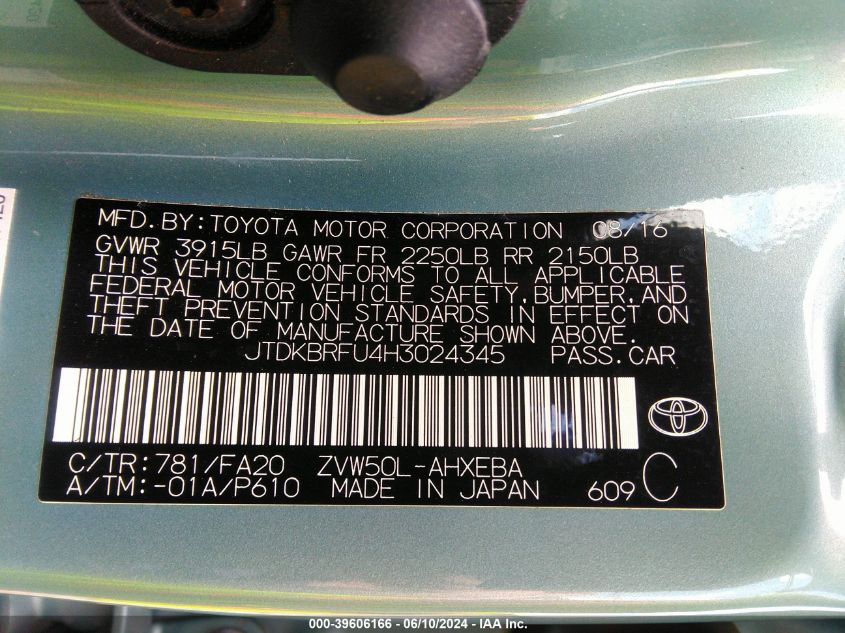 MFD. BY: TOYOTA MOTOR CORPORATION 08/16
GVWR 3915LB GAWR FR 2250LB RR 2150LB
THIS VEHICLE CONFORMS TO ALL APPLICABLE
FEDERAL MOTOR VEHICLE SAFETY, BUMPER, AND
THEFT PREVENTION STANDARDS IN EFFECT ON
THE DATE OF MANUFACTURE SHOWN ABOVE.
JTDKBRFU4H3024345 PASS. CAR
C/TR: 781/FA20 ZVW50L-AHXEBA
A/TM: -01A/P610 MADE IN JAPAN 609 C
000-39606166 - 06/10/2024 - IAA Inc.